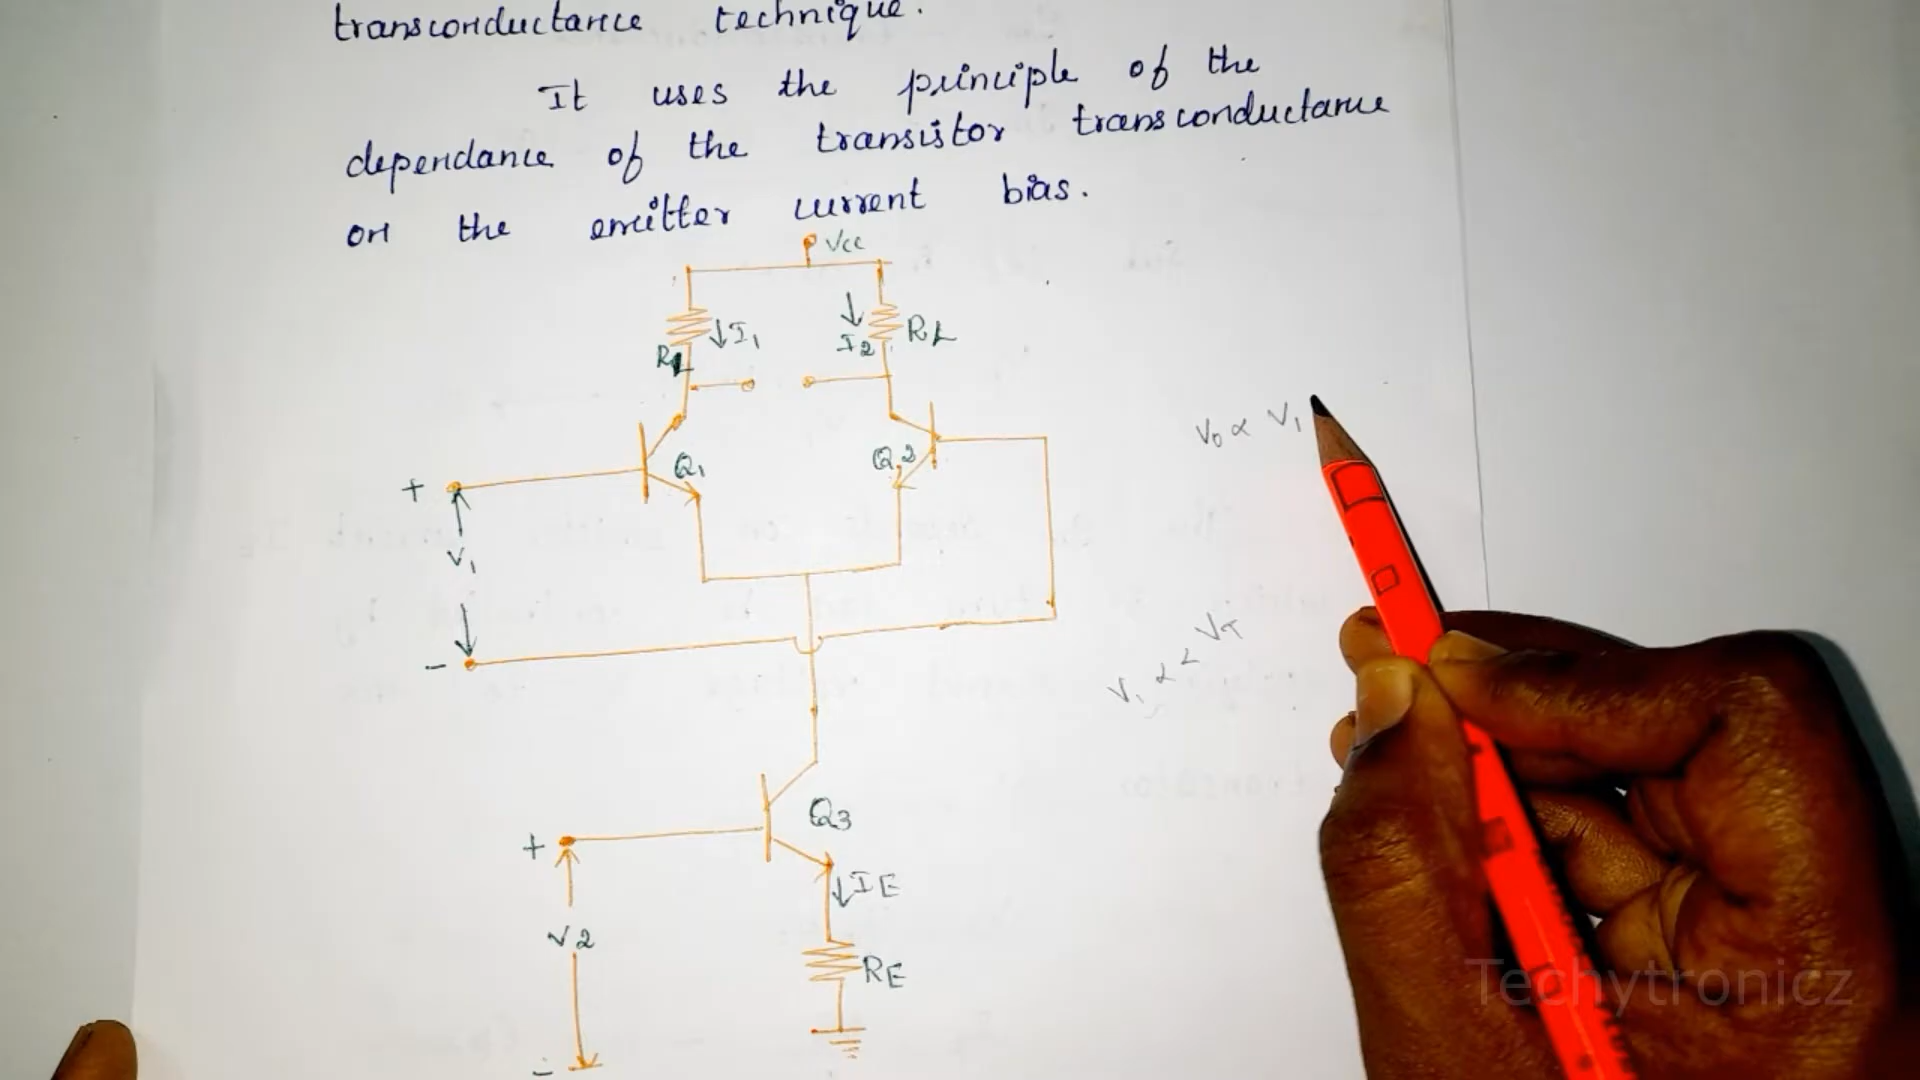 transconductance technique.
It uses the principle of the
dependance of the transistor transconductance
on the emitter current bias.
Vcc
↓I1
↓
I2
RL
RL
Q1
Q2
V0 ∝ V1
+
V1
-
V1 << VT
Q3
+
↓IE
V2
RE
-
Techytronicz